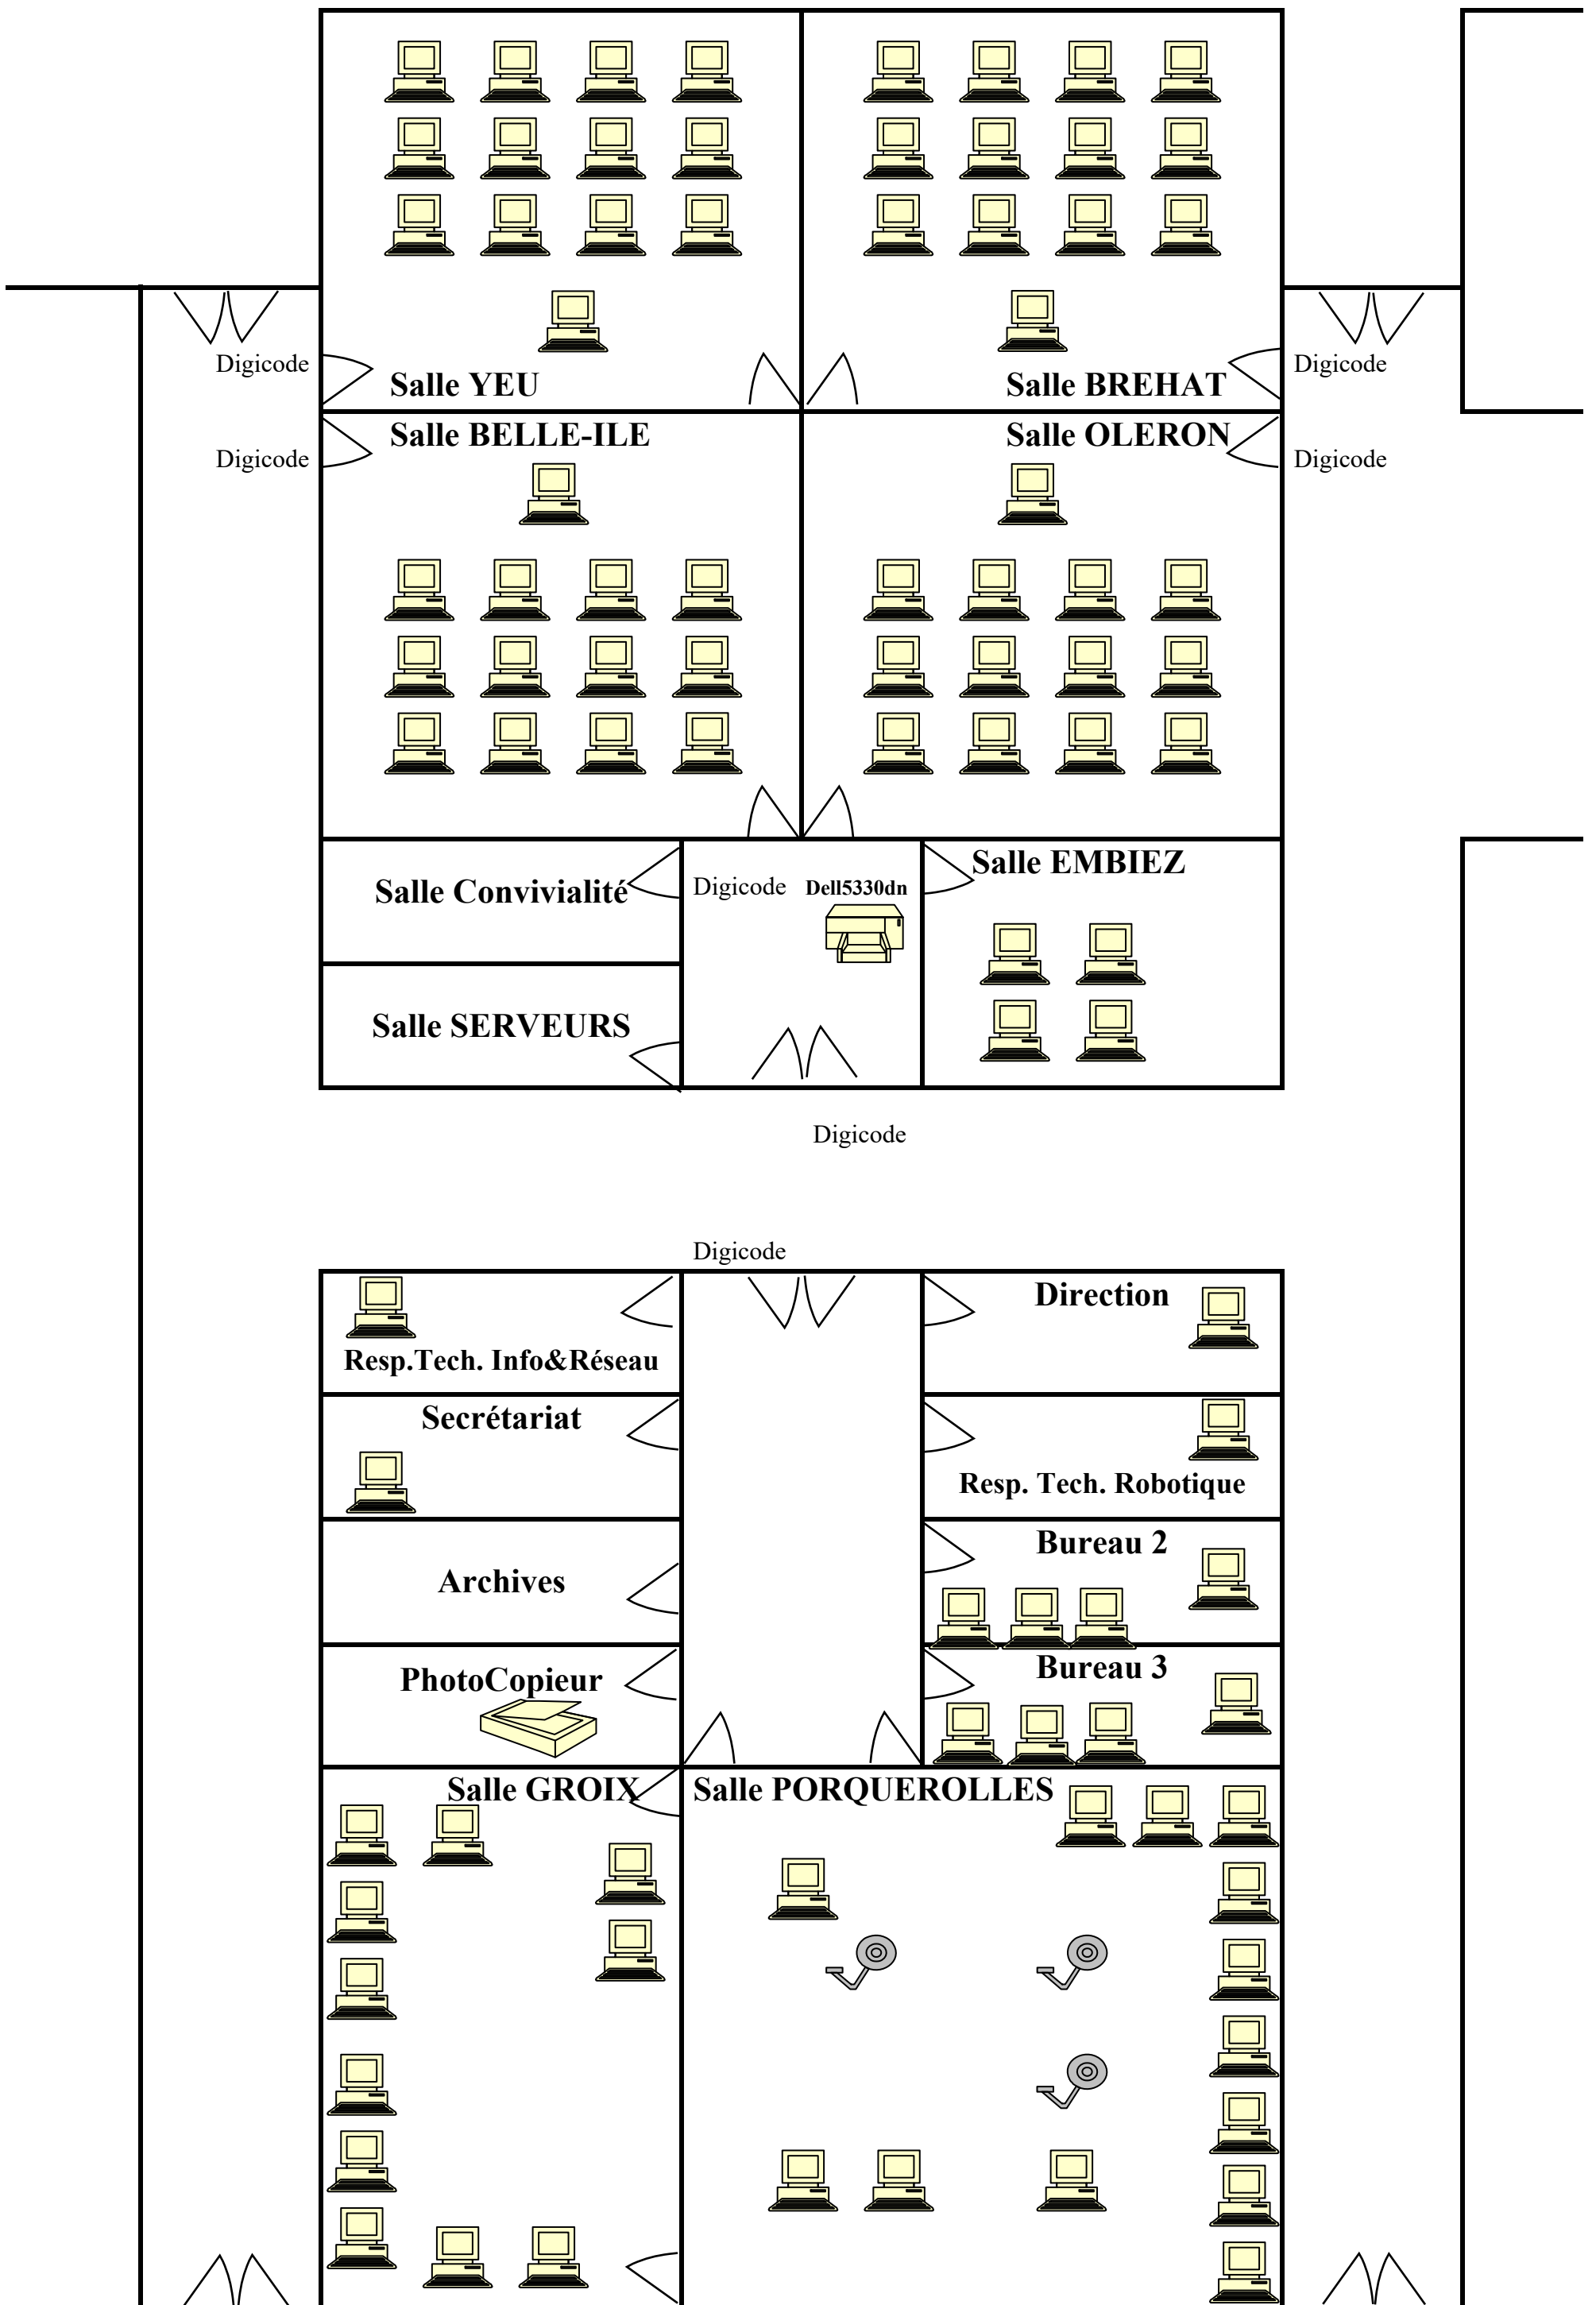 Digicode
Salle YEU
Salle BREHAT
Digicode
Digicode
Salle BELLE-ILE
Salle OLERON
Digicode
Salle Convivialité
Digicode
Dell5330dn
Salle EMBIEZ
Salle SERVEURS
Digicode
Digicode
Resp.Tech. Info&Réseau
Direction
Secrétariat
Resp. Tech. Robotique
Archives
Bureau 2
PhotoCopieur
Bureau 3
Salle GROIX
Salle PORQUEROLLES